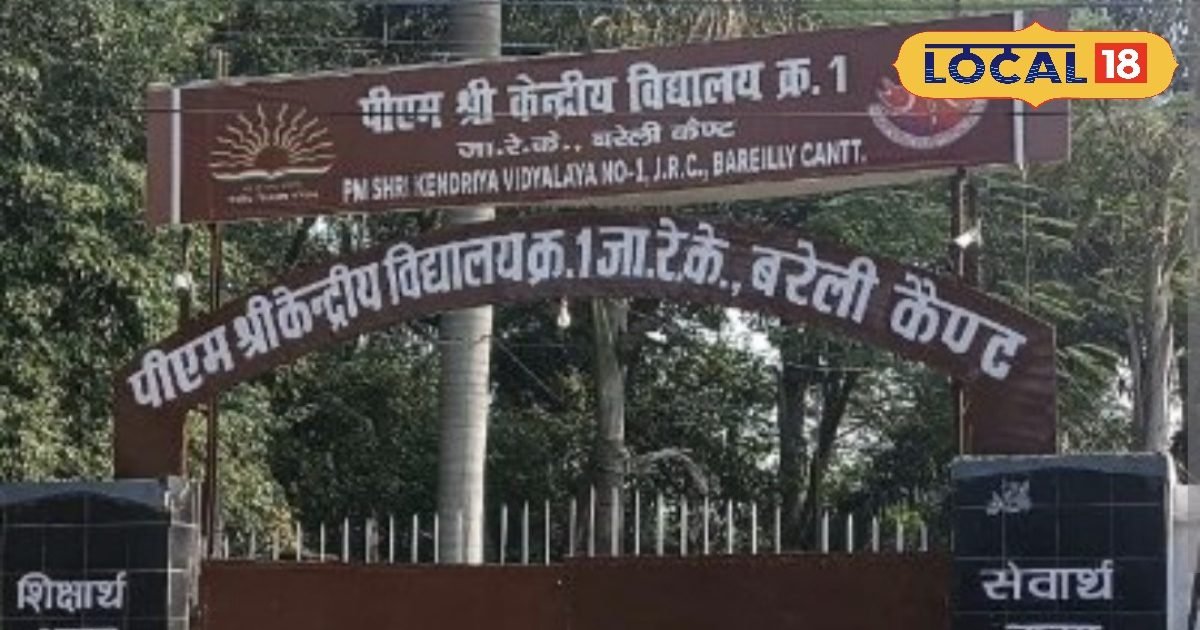 LOCAL 18
पीएम श्री केन्द्रीय विद्यालय क्र. 1
जा.रे.के., बरेली कैण्ट
PM SHRI KENDRIYA VIDYALAYA NO-1, J.R.C., BAREILLY CANTT.
पीएम श्री केन्द्रीय विद्यालय क्र.1 जा.रे.के., बरेली कैण्ट
शिक्षार्थ
सेवार्थ